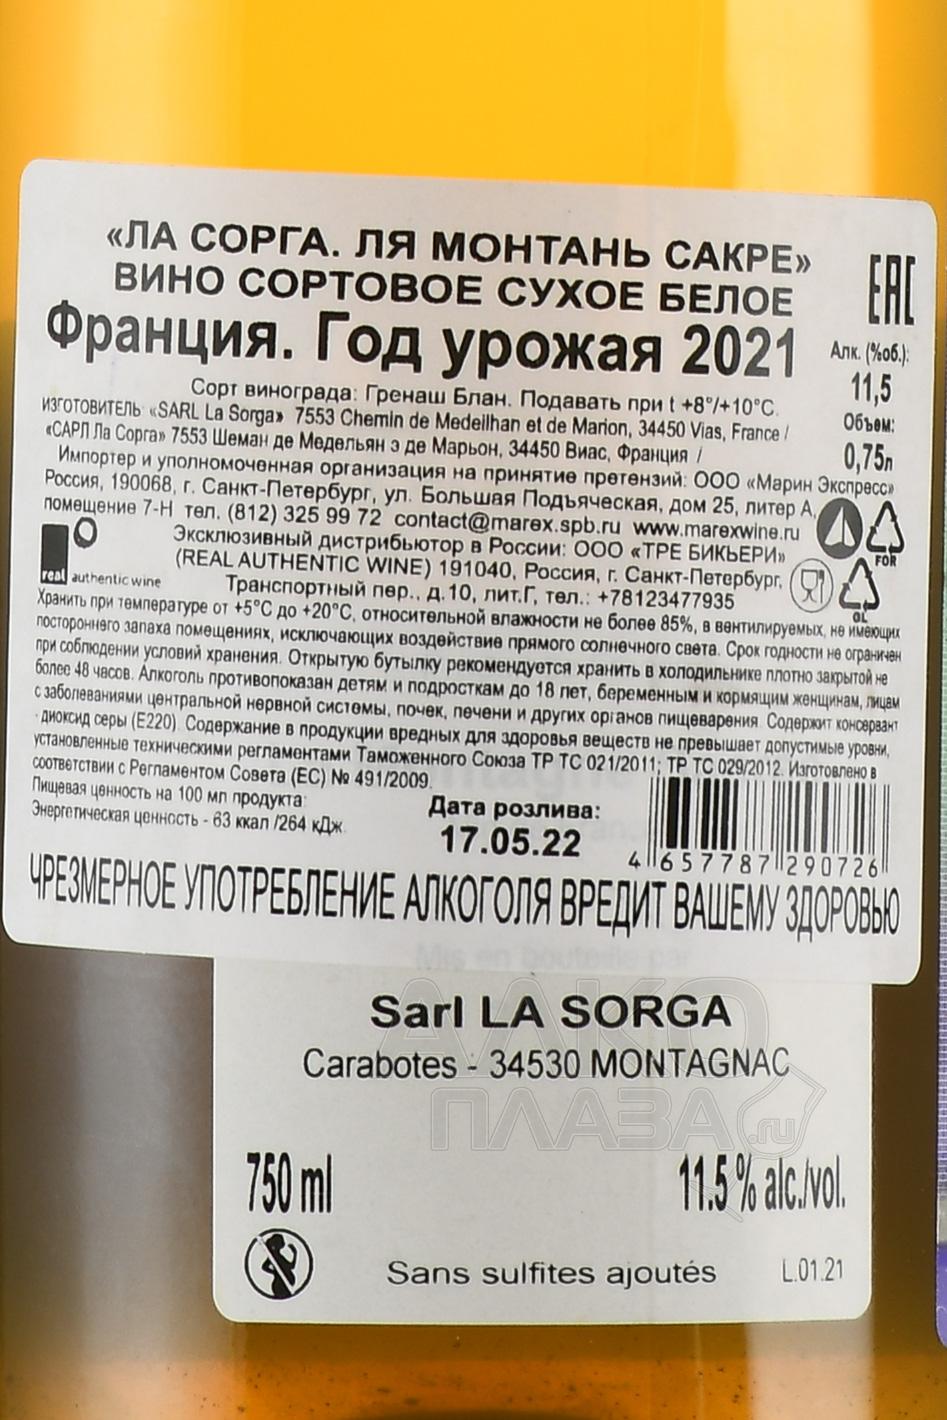 «ЛА СОРГА. ЛЯ МОНТАНЬ САКРЕ»
ВИНО СОРТОВОЕ СУХОЕ БЕЛОЕ
Франция. Год урожая 2021
EAC
Алк. (%об.):
11,5
Объем:
0,75л
Сорт винограда: Гренаш Блан. Подавать при t +8°/+10°C.
ИЗГОТОВИТЕЛЬ «SARL La Sorga» 7553 Chemin de Medeilhan et de Marion, 34450 Vias, France /
«САРЛ Ла Сорга» 7553 Шеман де Медельян э де Марьон, 34450 Виас, Франция /
Импортер и уполномоченная организация на принятие претензий: ООО «Марин Экспресс»
Россия, 190068, г. Санкт-Петербург, ул. Большая Подъяческая, дом 25, литер А,
помещение 7-Н тел. (812) 325 99 72 contact@marex.spb.ru www.marexwine.ru
Эксклюзивный дистрибьютор в России: ООО «ТРЕ БИКЬЕРИ»
(REAL AUTHENTIC WINE) 191040, Россия, г. Санкт-Петербург,
Транспортный пер., д.10, лит.Г, тел.: +78123477935
real authentic wine
FOR
GL
Хранить при температуре от +5°C до +20°C, относительной влажности не более 85%, в вентилируемых, не имеющих
постороннего запаха помещениях, исключающих воздействие прямого солнечного света. Срок годности не ограничен
при соблюдении условий хранения. Открытую бутылку рекомендуется хранить в холодильнике плотно закрытой не
более 48 часов. Алкоголь противопоказан детям и подросткам до 18 лет, беременным и кормящим женщинам, лицам
с заболеваниями центральной нервной системы, почек, печени и других органов пищеварения. Содержит консервант
- диоксид серы (Е220). Содержание в продукции вредных для здоровья веществ не превышает допустимые уровни,
установленные техническими регламентами Таможенного Союза ТР ТС 021/2011; ТР ТС 029/2012. Изготовлено в
соответствии с Регламентом Совета (ЕС) № 491/2009.
Пищевая ценность на 100 мл продукта:
Энергетическая ценность - 63 ккал /264 кДж.
Дата розлива:
17.05.22
4 657787 290726
ЧРЕЗМЕРНОЕ УПОТРЕБЛЕНИЕ АЛКОГОЛЯ ВРЕДИТ ВАШЕМУ ЗДОРОВЬЮ
Mis en bouteille par
Sarl LA SORGA
Carabotes - 34530 MONTAGNAC
АЛКО
ПЛАЗА
.ru
750 ml
11.5 % alc./vol.
Sans sulfites ajoutés
L.01.21